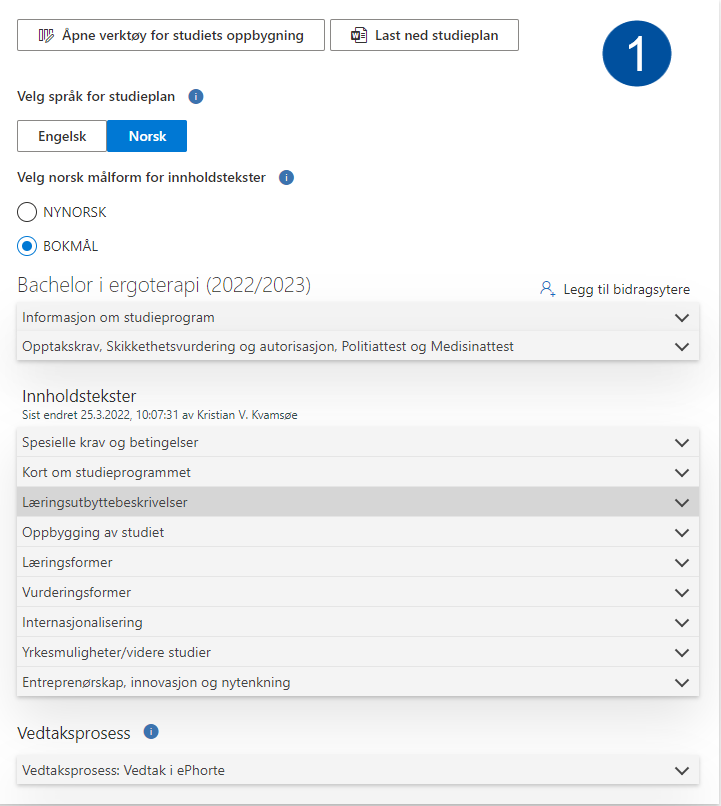 Åpne verktøy for studiets oppbygning
Last ned studieplan
1
Velg språk for studieplan
Engelsk
Norsk
Velg norsk målform for innholdstekster
NYNORSK
BOKMÅL
Bachelor i ergoterapi (2022/2023)
Legg til bidragsytere
Informasjon om studieprogram
Opptakskrav, Skikkethetsvurdering og autorisasjon, Politiattest og Medisinattest
Innholdstekster
Sist endret 25.3.2022, 10:07:31 av Kristian V. Kvamsøe
Spesielle krav og betingelser
Kort om studieprogrammet
Læringsutbyttebeskrivelser
Oppbygging av studiet
Læringsformer
Vurderingsformer
Internasjonalisering
Yrkesmuligheter/videre studier
Entreprenørskap, innovasjon og nytenkning
Vedtaksprosess
Vedtaksprosess: Vedtak i ePhorte